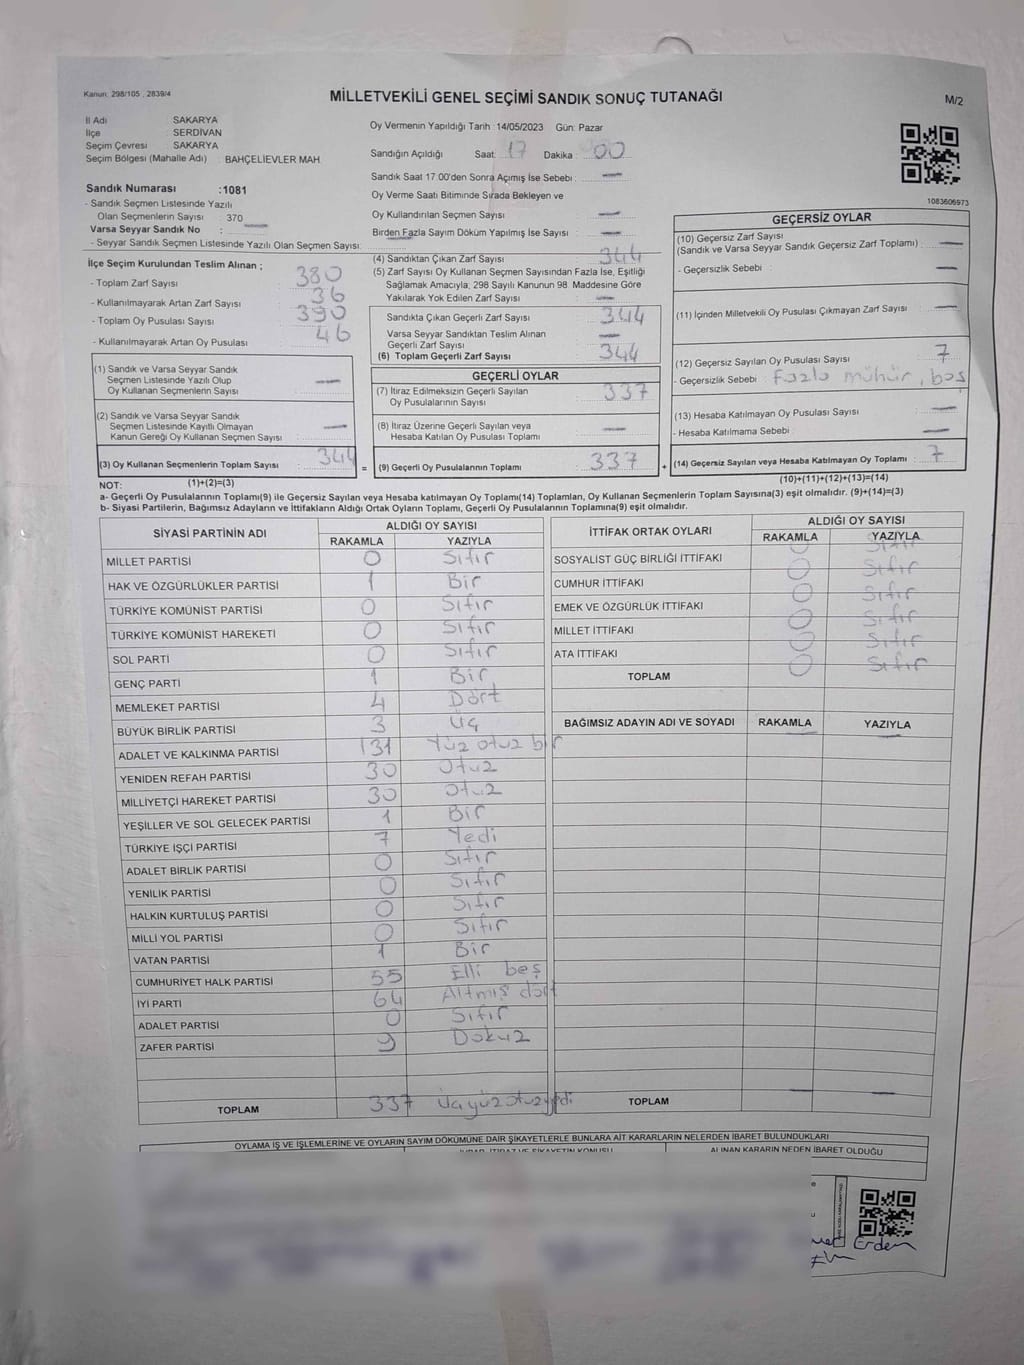 Kanun: 298/105 , 2839/4
MİLLETVEKİLİ GENEL SEÇİMİ SANDIK SONUÇ TUTANAĞI
M/2
İl Adı SAKARYA
İlçe SERDİVAN
Seçim Çevresi SAKARYA
Seçim Bölgesi (Mahalle Adı) : BAHÇELİEVLER MAH.
Sandık Numarası :1081
- Sandık Seçmen Listesinde Yazılı
Olan Seçmenlerin Sayısı : 370
Varsa Seyyar Sandık No : —
- Seyyar Sandık Seçmen Listesinde Yazılı Olan Seçmen Sayısı:
Oy Vermenin Yapıldığı Tarih :14/05/2023 Gün: Pazar
Sandığın Açıldığı Saat: 17 Dakika : 00
Sandık Saat 17.00'den Sonra Açımış İse Sebebi : —
Oy Verme Saati Bitiminde Sırada Bekleyen ve
Oy Kullandırılan Seçmen Sayısı : —
Birden Fazla Sayım Döküm Yapılmış İse Sayısı : —
1083606973
İlçe Seçim Kurulundan Teslim Alınan ;
- Toplam Zarf Sayısı : 380
- Kullanılmayarak Artan Zarf Sayısı : 36
- Toplam Oy Pusulası Sayısı : 390
- Kullanılmayarak Artan Oy Pusulası : 46
(1) Sandık ve Varsa Seyyar Sandık
Seçmen Listesinde Yazılı Olup
Oy Kullanan Seçmenlerin Sayısı : —
(2) Sandık ve Varsa Seyyar Sandık
Seçmen Listesinde Kayıtlı Olmayan
Kanun Gereği Oy Kullanan Seçmen Sayısı : —
(3) Oy Kullanan Seçmenlerin Toplam Sayısı : 344
(4) Sandıktan Çıkan Zarf Sayısı : 344
(5) Zarf Sayısı Oy Kullanan Seçmen Sayısından Fazla İse, Eşitliği
Sağlamak Amacıyla; 298 Sayılı Kanunun 98. Maddesine Göre
Yakılarak Yok Edilen Zarf Sayısı : —
Sandıkta Çıkan Geçerli Zarf Sayısı : 344
Varsa Seyyar Sandıktan Teslim Alınan
Geçerli Zarf Sayısı : —
(6) Toplam Geçerli Zarf Sayısı : 344
GEÇERLİ OYLAR
(7) İtiraz Edilmeksizin Geçerli Sayılan
Oy Pusulalarının Sayısı : 337
(8) İtiraz Üzerine Geçerli Sayılan veya
Hesaba Katılan Oy Pusulası Toplamı : —
= (9) Geçerli Oy Pusulalarının Toplamı : 337
GEÇERSİZ OYLAR
(10) Geçersiz Zarf Sayısı
(Sandık ve Varsa Seyyar Sandık Geçersiz Zarf Toplamı) : —
- Geçersizlik Sebebi : —
(11) İçinden Milletvekili Oy Pusulası Çıkmayan Zarf Sayısı : —
(12) Geçersiz Sayılan Oy Pusulası Sayısı : 7
- Geçersizlik Sebebi : Fazla mühür, boş
(13) Hesaba Katılmayan Oy Pusulası Sayısı : —
- Hesaba Katılmama Sebebi : —
+ (14) Geçersiz Sayılan veya Hesaba Katılmayan Oy Toplamı : 7
NOT: (1)+(2)=(3)
(10)+(11)+(12)+(13)=(14)
a- Geçerli Oy Pusulalarının Toplamı(9) ile Geçersiz Sayılan veya Hesaba katılmayan Oy Toplamı(14) Toplamları, Oy Kullanan Seçmenlerin Toplam Sayısına(3) eşit olmalıdır. (9)+(14)=(3)
b- Siyasi Partilerin, Bağımsız Adayların ve İttifakların Aldığı Ortak Oyların Toplamı, Geçerli Oy Pusulalarının Toplamına(9) eşit olmalıdır.
SİYASİ PARTİNİN ADI ALDIĞI OY SAYISI
RAKAMLA YAZIYLA
MİLLET PARTİSİ 0 Sıfır
HAK VE ÖZGÜRLÜKLER PARTİSİ 1 Bir
TÜRKİYE KOMÜNİST PARTİSİ 0 Sıfır
TÜRKİYE KOMÜNİST HAREKETİ 0 Sıfır
SOL PARTİ 0 Sıfır
GENÇ PARTİ 1 Bir
MEMLEKET PARTİSİ 4 Dört
BÜYÜK BİRLİK PARTİSİ 3 Üç
ADALET VE KALKINMA PARTİSİ 131 Yüz otuz bir
YENİDEN REFAH PARTİSİ 30 Otuz
MİLLİYETÇİ HAREKET PARTİSİ 30 Otuz
YEŞİLLER VE SOL GELECEK PARTİSİ 1 Bir
TÜRKİYE İŞÇİ PARTİSİ 7 Yedi
ADALET BİRLİK PARTİSİ 0 Sıfır
YENİLİK PARTİSİ 0 Sıfır
HALKIN KURTULUŞ PARTİSİ 0 Sıfır
MİLLİ YOL PARTİSİ 0 Sıfır
VATAN PARTİSİ 1 Bir
CUMHURİYET HALK PARTİSİ 55 Elli beş
İYİ PARTİ 64 Altmış dört
ADALET PARTİSİ 0 Sıfır
ZAFER PARTİSİ 9 Dokuz
TOPLAM 337 Üçyüzotuzyedi
İTTİFAK ORTAK OYLARI ALDIĞI OY SAYISI
RAKAMLA YAZIYLA
SOSYALİST GÜÇ BİRLİĞİ İTTİFAKI 0 Sıfır
CUMHUR İTTİFAKI 0 Sıfır
EMEK VE ÖZGÜRLÜK İTTİFAKI 0 Sıfır
MİLLET İTTİFAKI 0 Sıfır
ATA İTTİFAKI 0 Sıfır
TOPLAM 0 Sıfır
BAĞIMSIZ ADAYIN ADI VE SOYADI RAKAMLA YAZIYLA
TOPLAM — —
OYLAMA İŞ VE İŞLEMLERİNE VE OYLARIN SAYIM DÖKÜMÜNE DAİR ŞİKAYETLERLE BUNLARA AİT KARARLARIN NELERDEN İBARET BULUNDUKLARI
ALINAN KARARIN NEDEN İBARET OLDUĞU
Erdem